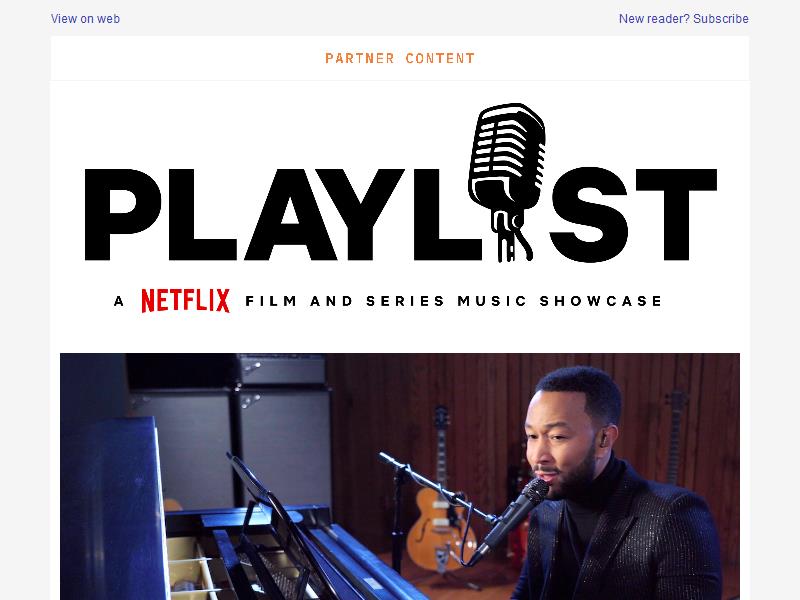 View on web
New reader? Subscribe
PARTNER CONTENT
PLAYLIST
A NETFLIX FILM AND SERIES MUSIC SHOWCASE